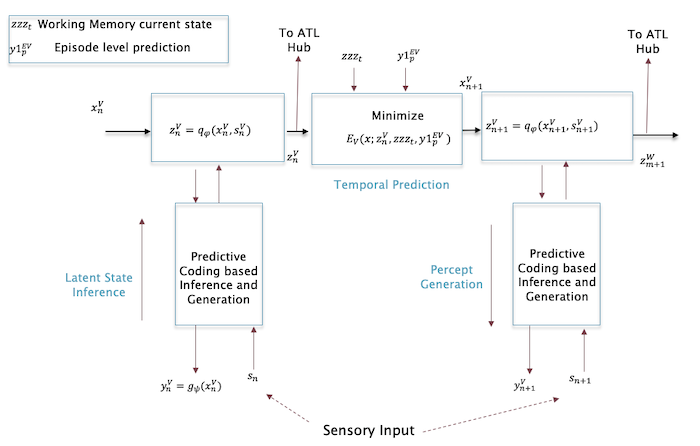 zzz_t Working Memory current state
y1_p^{EV} Episode level prediction
To ATL
Hub
To ATL
Hub
zzz_t
y1_p^{EV}
x_n^V
x_{n+1}^V
z_n^V = q_φ(x_n^V, s_n^V)
Minimize
E_V(x; z_n^V, zzz_t, y1_p^{EV})
z_{n+1}^V = q_φ(x_{n+1}^V, s_{n+1}^V)
z_n^V
z_{m+1}^W
Temporal Prediction
Latent State
Inference
Predictive
Coding based
Inference and
Generation
Percept
Generation
Predictive
Coding based
Inference and
Generation
y_n^V = g_ψ(x_n^V)
s_n
y_{n+1}^V
s_{n+1}
Sensory Input